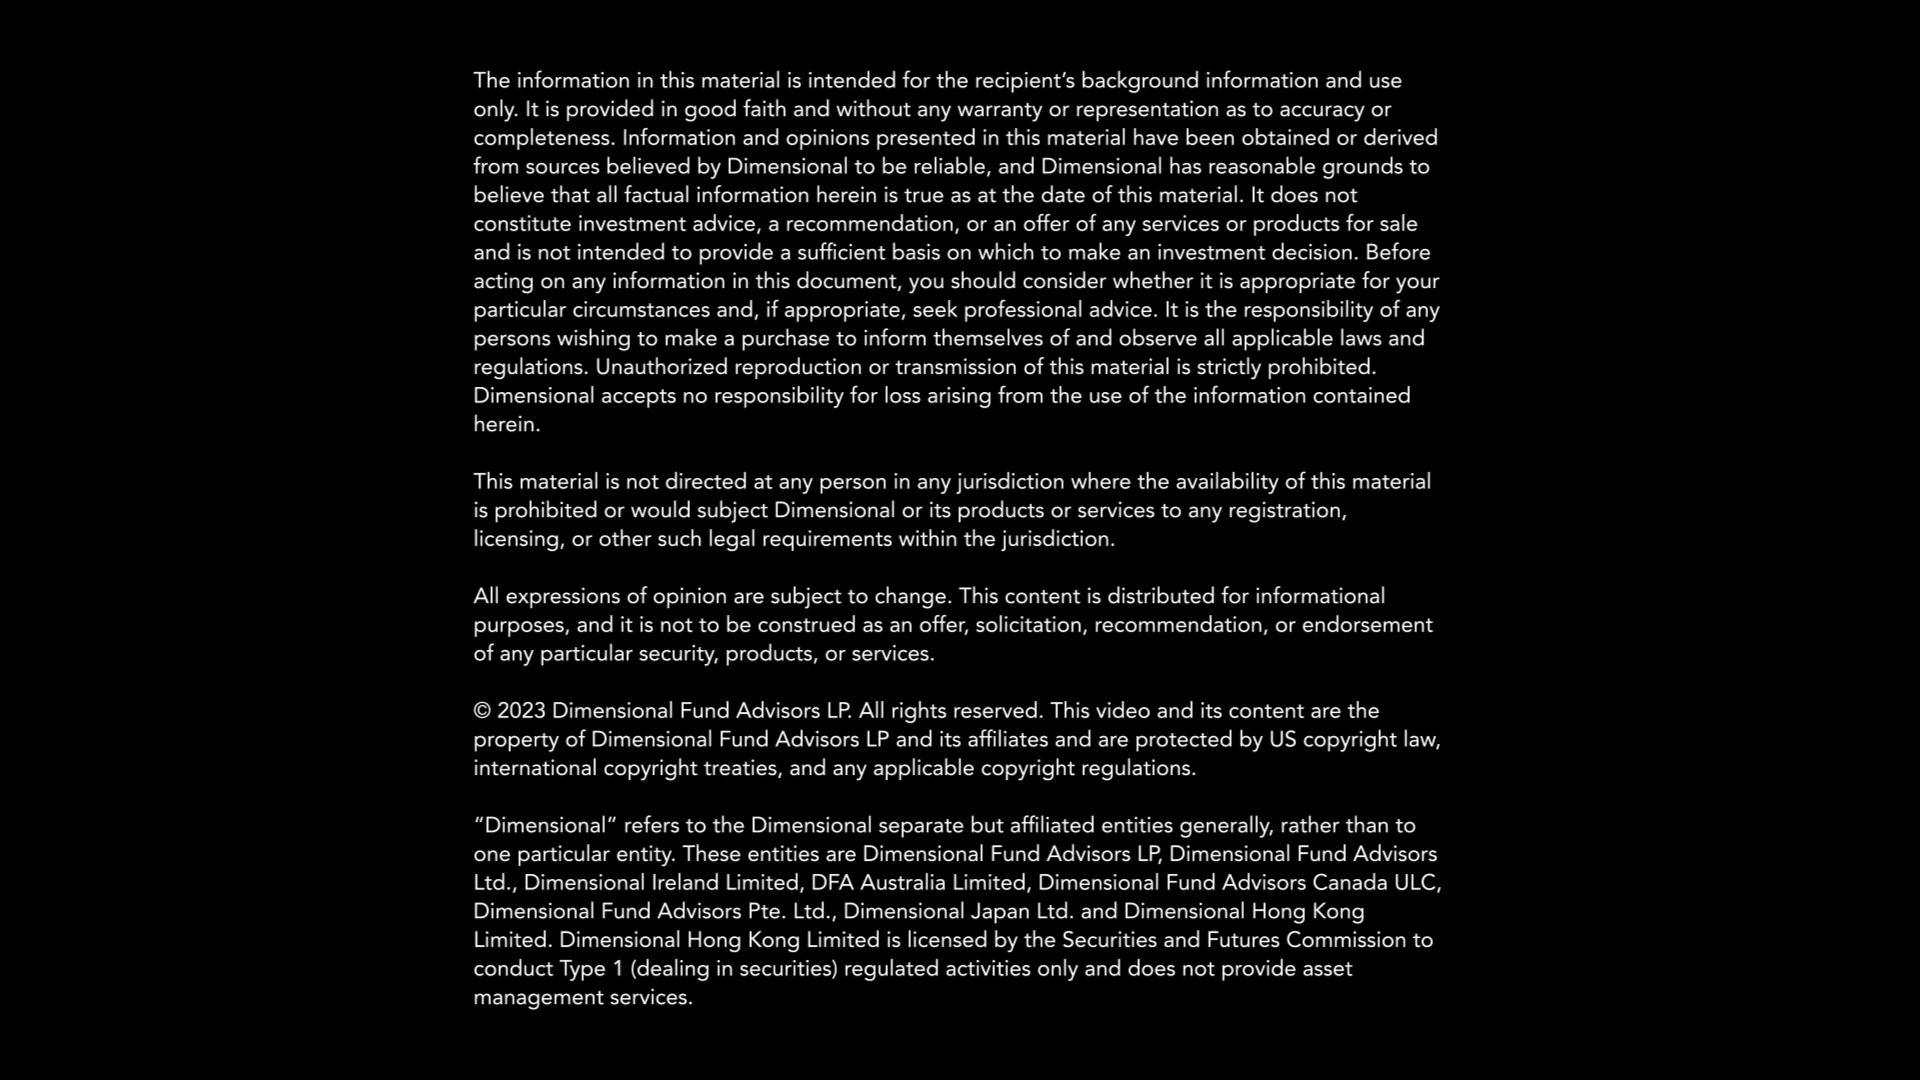 The information in this material is intended for the recipient’s background information and use
only. It is provided in good faith and without any warranty or representation as to accuracy or
completeness. Information and opinions presented in this material have been obtained or derived
from sources believed by Dimensional to be reliable, and Dimensional has reasonable grounds to
believe that all factual information herein is true as at the date of this material. It does not
constitute investment advice, a recommendation, or an offer of any services or products for sale
and is not intended to provide a sufficient basis on which to make an investment decision. Before
acting on any information in this document, you should consider whether it is appropriate for your
particular circumstances and, if appropriate, seek professional advice. It is the responsibility of any
persons wishing to make a purchase to inform themselves of and observe all applicable laws and
regulations. Unauthorized reproduction or transmission of this material is strictly prohibited.
Dimensional accepts no responsibility for loss arising from the use of the information contained
herein.
This material is not directed at any person in any jurisdiction where the availability of this material
is prohibited or would subject Dimensional or its products or services to any registration,
licensing, or other such legal requirements within the jurisdiction.
All expressions of opinion are subject to change. This content is distributed for informational
purposes, and it is not to be construed as an offer, solicitation, recommendation, or endorsement
of any particular security, products, or services.
© 2023 Dimensional Fund Advisors LP. All rights reserved. This video and its content are the
property of Dimensional Fund Advisors LP and its affiliates and are protected by US copyright law,
international copyright treaties, and any applicable copyright regulations.
“Dimensional” refers to the Dimensional separate but affiliated entities generally, rather than to
one particular entity. These entities are Dimensional Fund Advisors LP, Dimensional Fund Advisors
Ltd., Dimensional Ireland Limited, DFA Australia Limited, Dimensional Fund Advisors Canada ULC,
Dimensional Fund Advisors Pte. Ltd., Dimensional Japan Ltd. and Dimensional Hong Kong
Limited. Dimensional Hong Kong Limited is licensed by the Securities and Futures Commission to
conduct Type 1 (dealing in securities) regulated activities only and does not provide asset
management services.